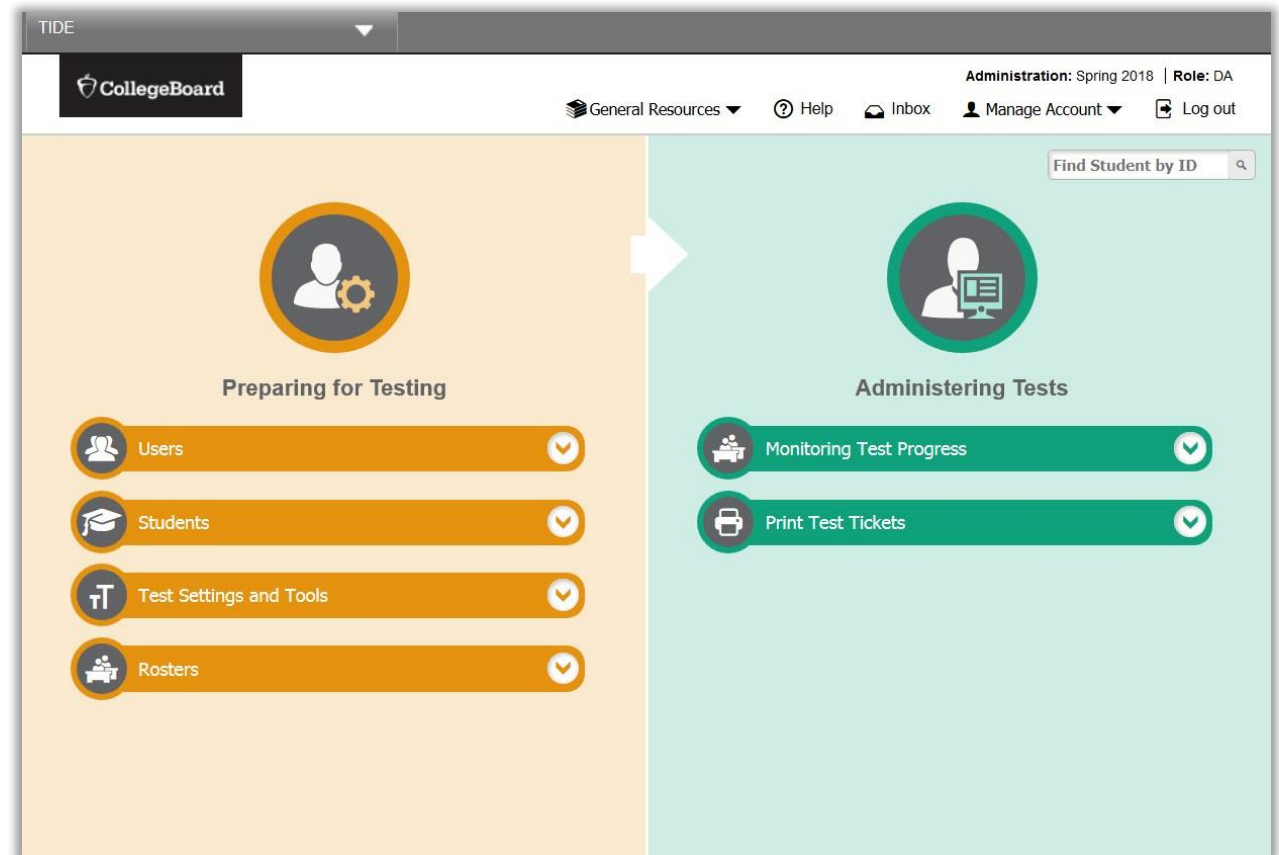 TIDE
CollegeBoard
Administration: Spring 2018 | Role: DA
General Resources Help Inbox Manage Account Log out
Find Student by ID
Preparing for Testing
Users
Students
Test Settings and Tools
Rosters
Administering Tests
Monitoring Test Progress
Print Test Tickets